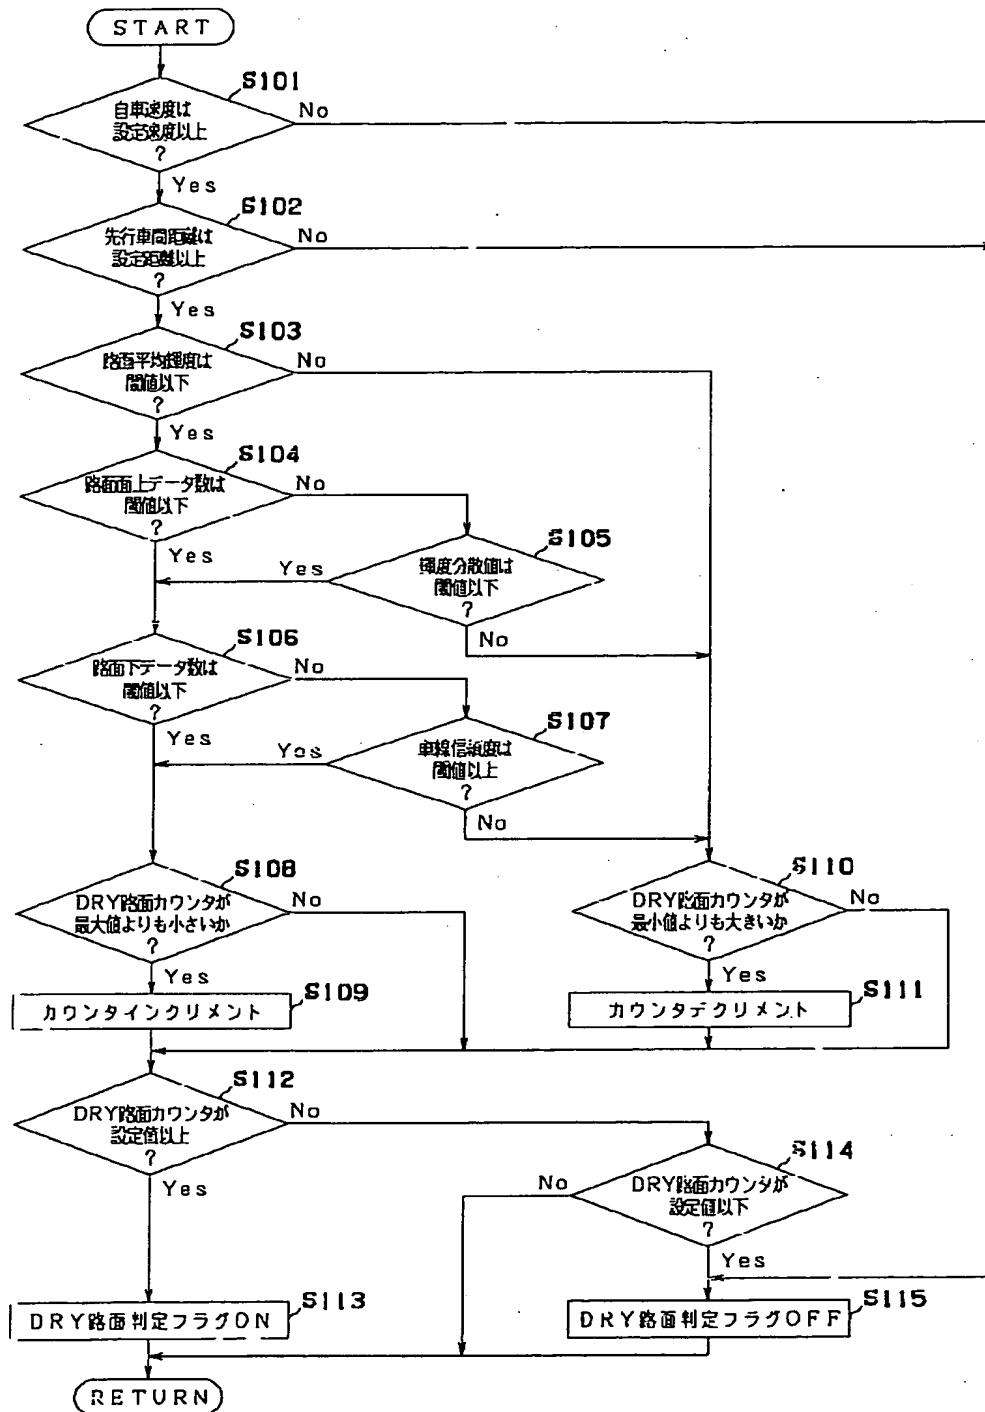 START
S101
自車速度は
設定速度以上
?
No
Yes
S102
先行車間距離は
設定距離以上
?
No
Yes
S103
路面平均輝度は
閾値以下
?
No
Yes
S104
路面面上データ数は
閾値以下
?
No
Yes
S105
輝度分散値は
閾値以下
?
Yes
No
S106
路面下データ数は
閾値以下
?
No
Yes
S107
車線信頼度は
閾値以上
?
Yes
No
S108
DRY路面カウンタが
最大値よりも小さいか
?
No
Yes
S109
カウンタインクリメント
S110
DRY路面カウンタが
最小値よりも大きいか
?
No
Yes
S111
カウンタデクリメント
S112
DRY路面カウンタが
設定値以上
?
No
Yes
S114
DRY路面カウンタが
設定値以下
?
No
Yes
S113
DRY路面判定フラグON
S115
DRY路面判定フラグOFF
RETURN